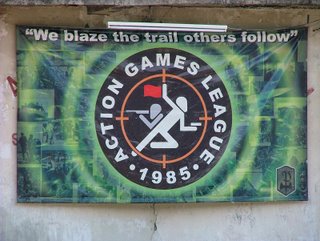 "We blaze the trail others follow"
ACTION GAMES LEAGUE
• 1985 •